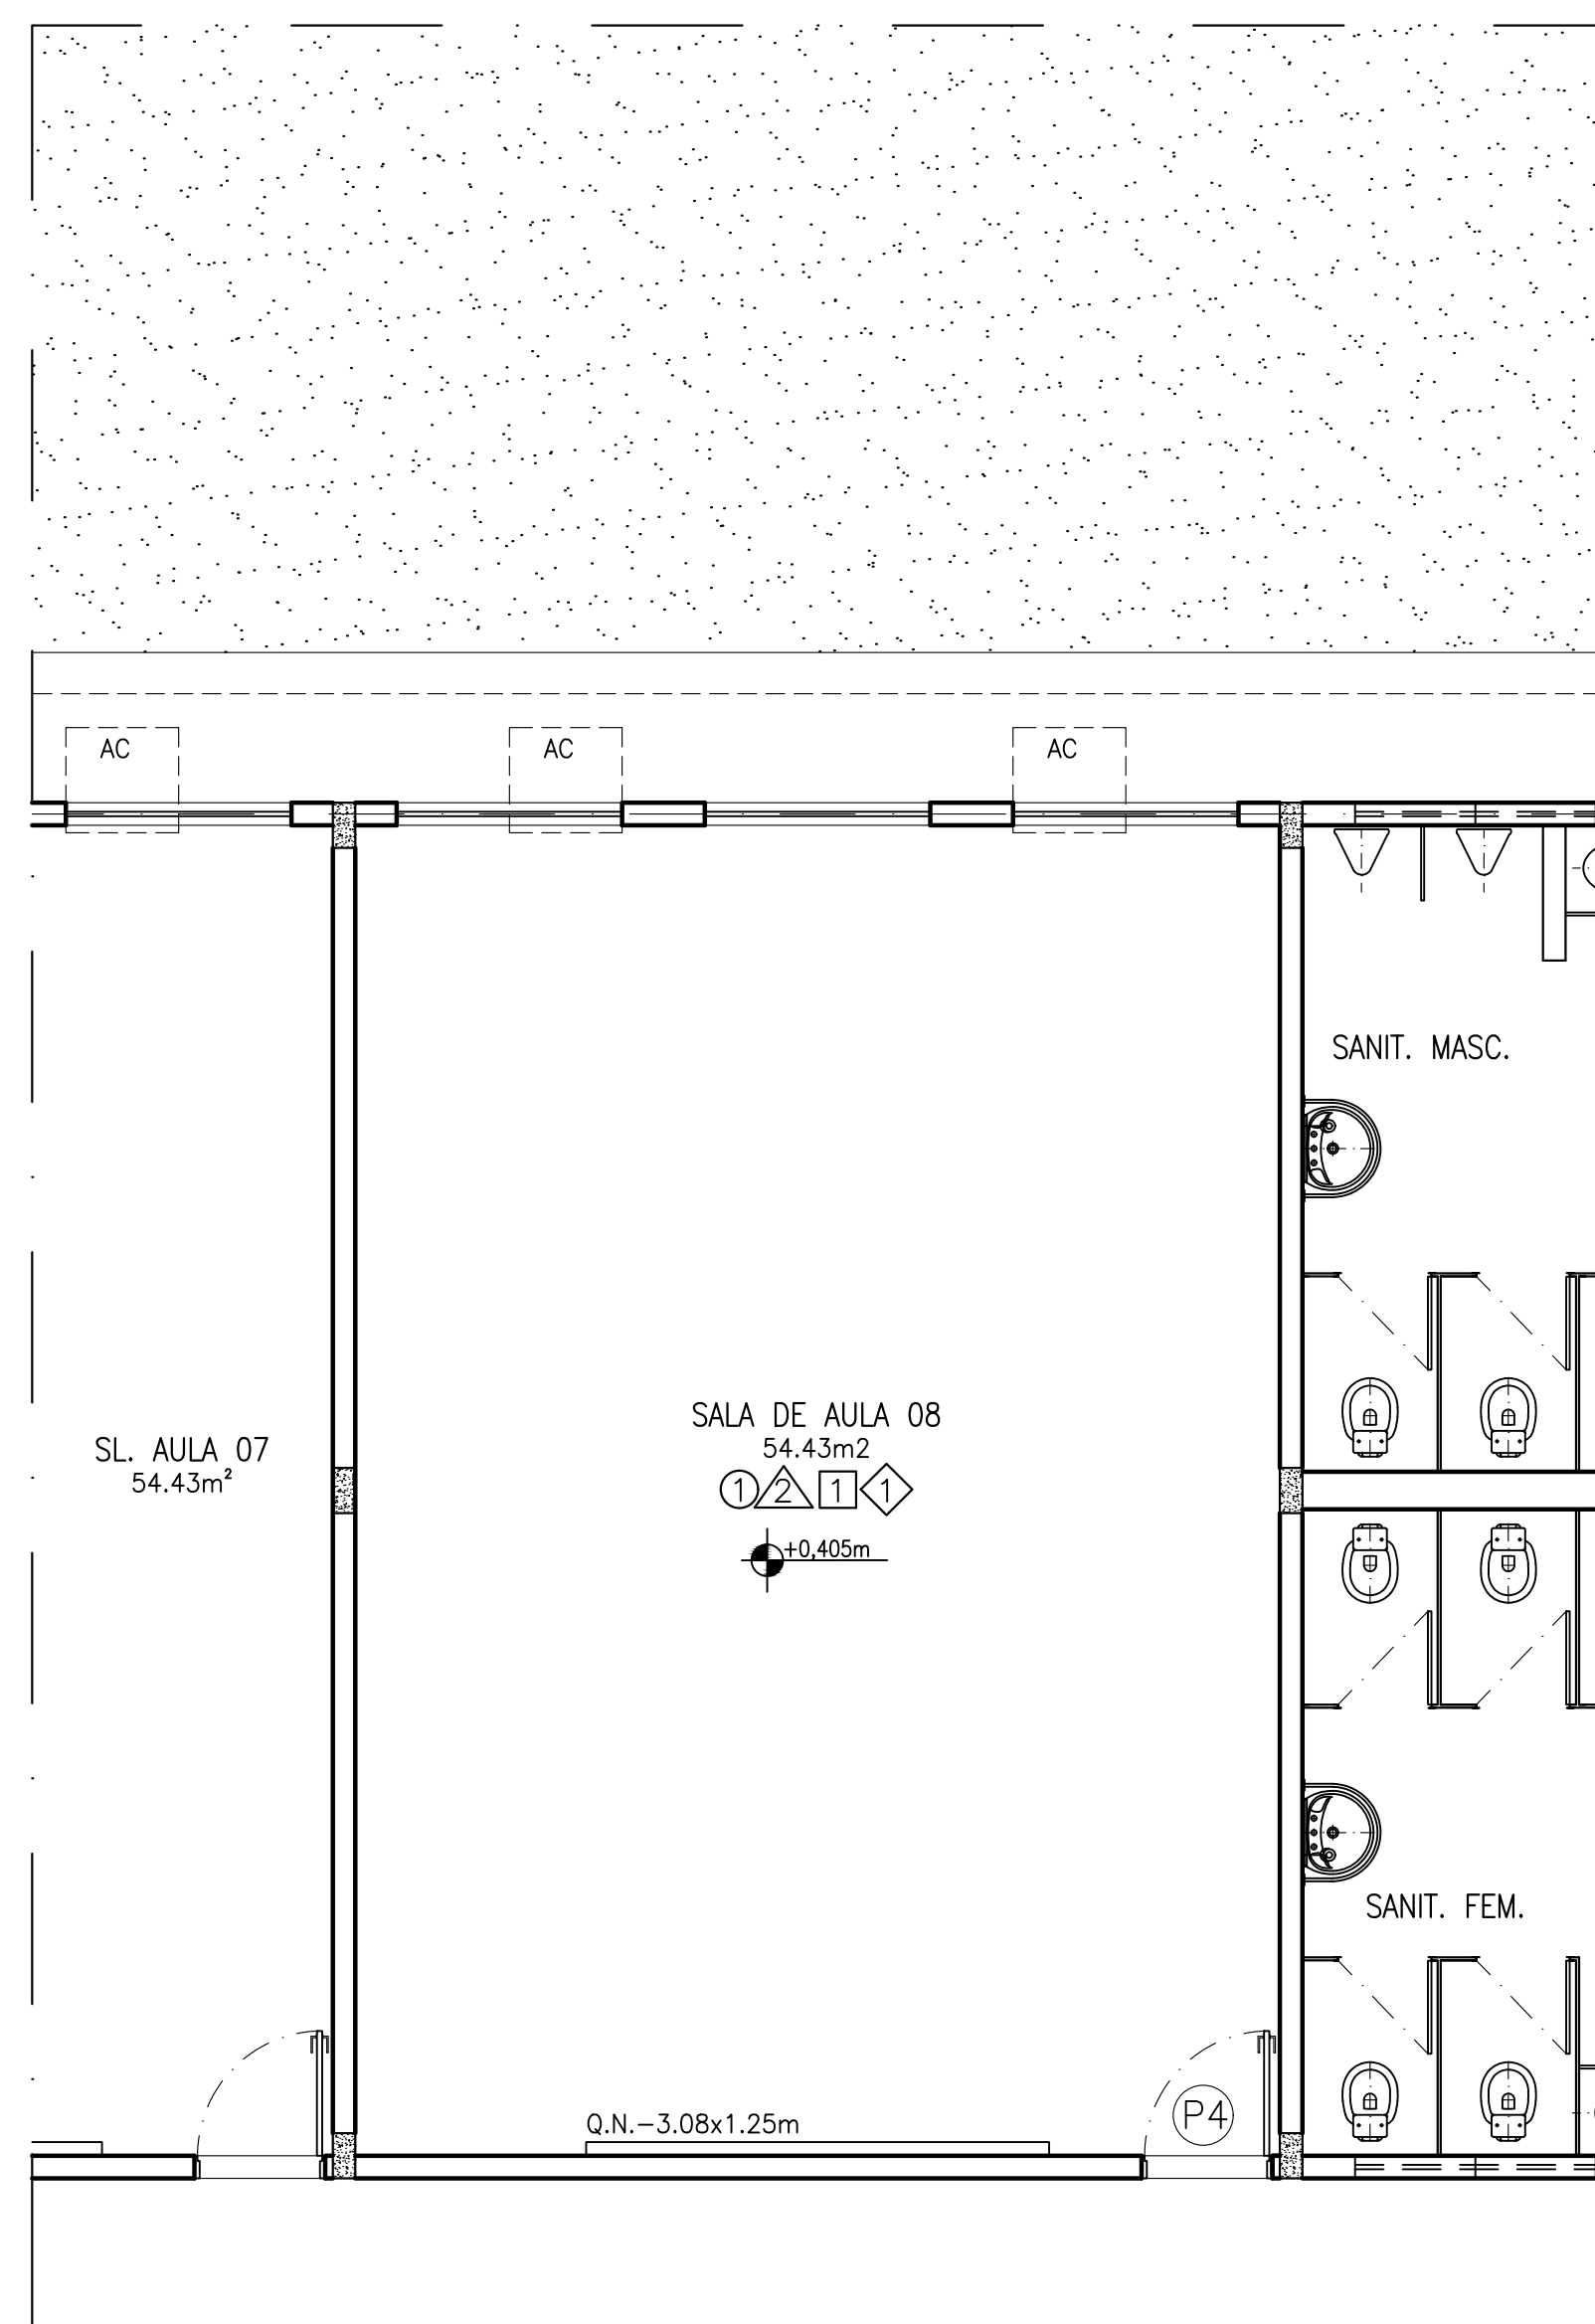 AC
AC
AC
SANIT. MASC.
SALA DE AULA 08
54.43m2
1 2 1 1
+0,405m
SL. AULA 07
54.43m²
SANIT. FEM.
Q.N.-3.08x1.25m
P4